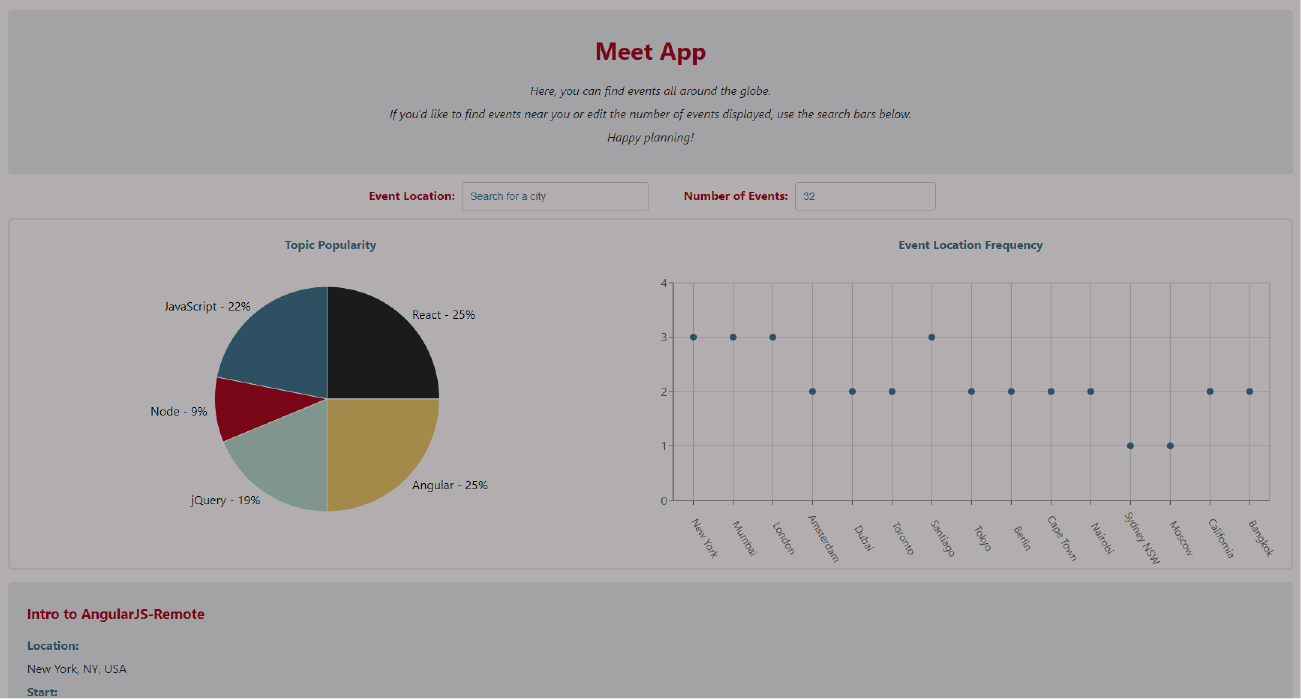 Meet App
Here, you can find events all around the globe.
If you'd like to find events near you or edit the number of events displayed, use the search bars below.
Happy planning!
Event Location: Search for a city Number of Events: 32
Topic Popularity
JavaScript - 22%
React - 25%
Node - 9%
jQuery - 19%
Angular - 25%
Event Location Frequency
4
3
2
1
0
New York
Mumbai
London
Amsterdam
Dubai
Toronto
Santiago
Tokyo
Berlin
Cape Town
Nairobi
Sydney NSW
Moscow
California
Bangkok
Intro to AngularJS-Remote
Location:
New York, NY, USA
Start: